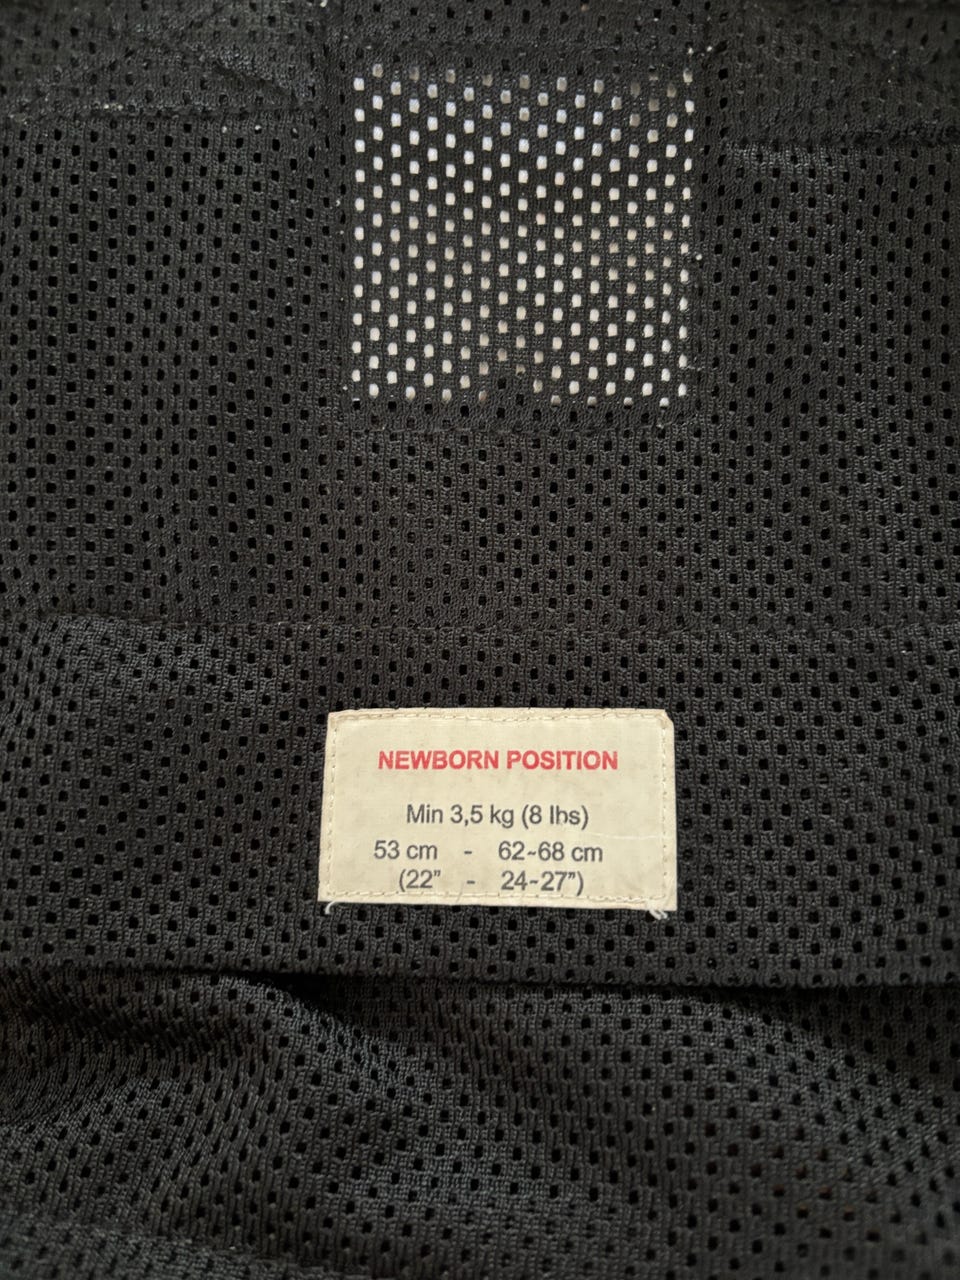 NEWBORN POSITION
Min 3,5 kg (8 lbs)
53 cm - 62-68 cm
(22” - 24-27”)